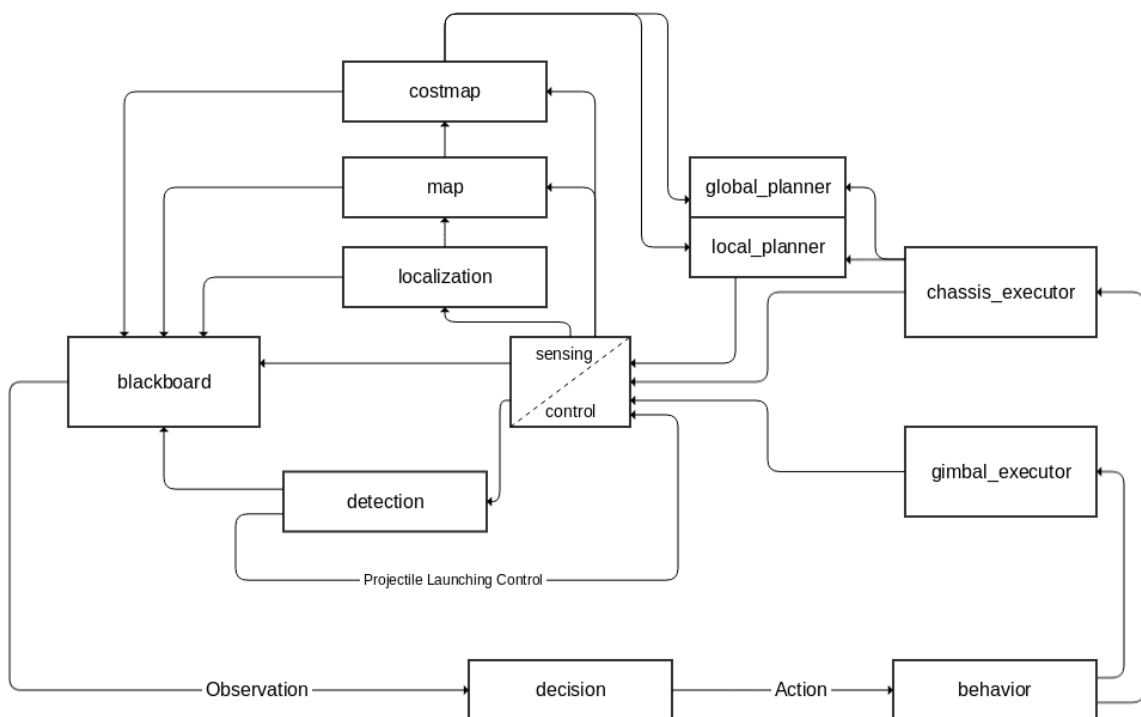 costmap
map
global_planner
local_planner
localization
chassis_executor
sensing
blackboard
control
gimbal_executor
detection
Projectile Launching Control
Observation
decision
Action
behavior